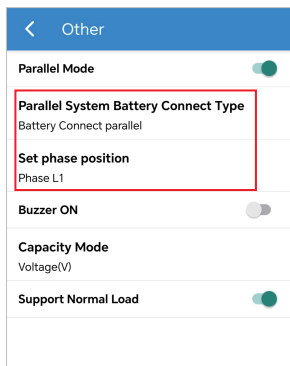 Other
Parallel Mode
Parallel System Battery Connect Type
Battery Connect parallel
Set phase position
Phase L1
Buzzer ON
Capacity Mode
Voltage(V)
Support Normal Load